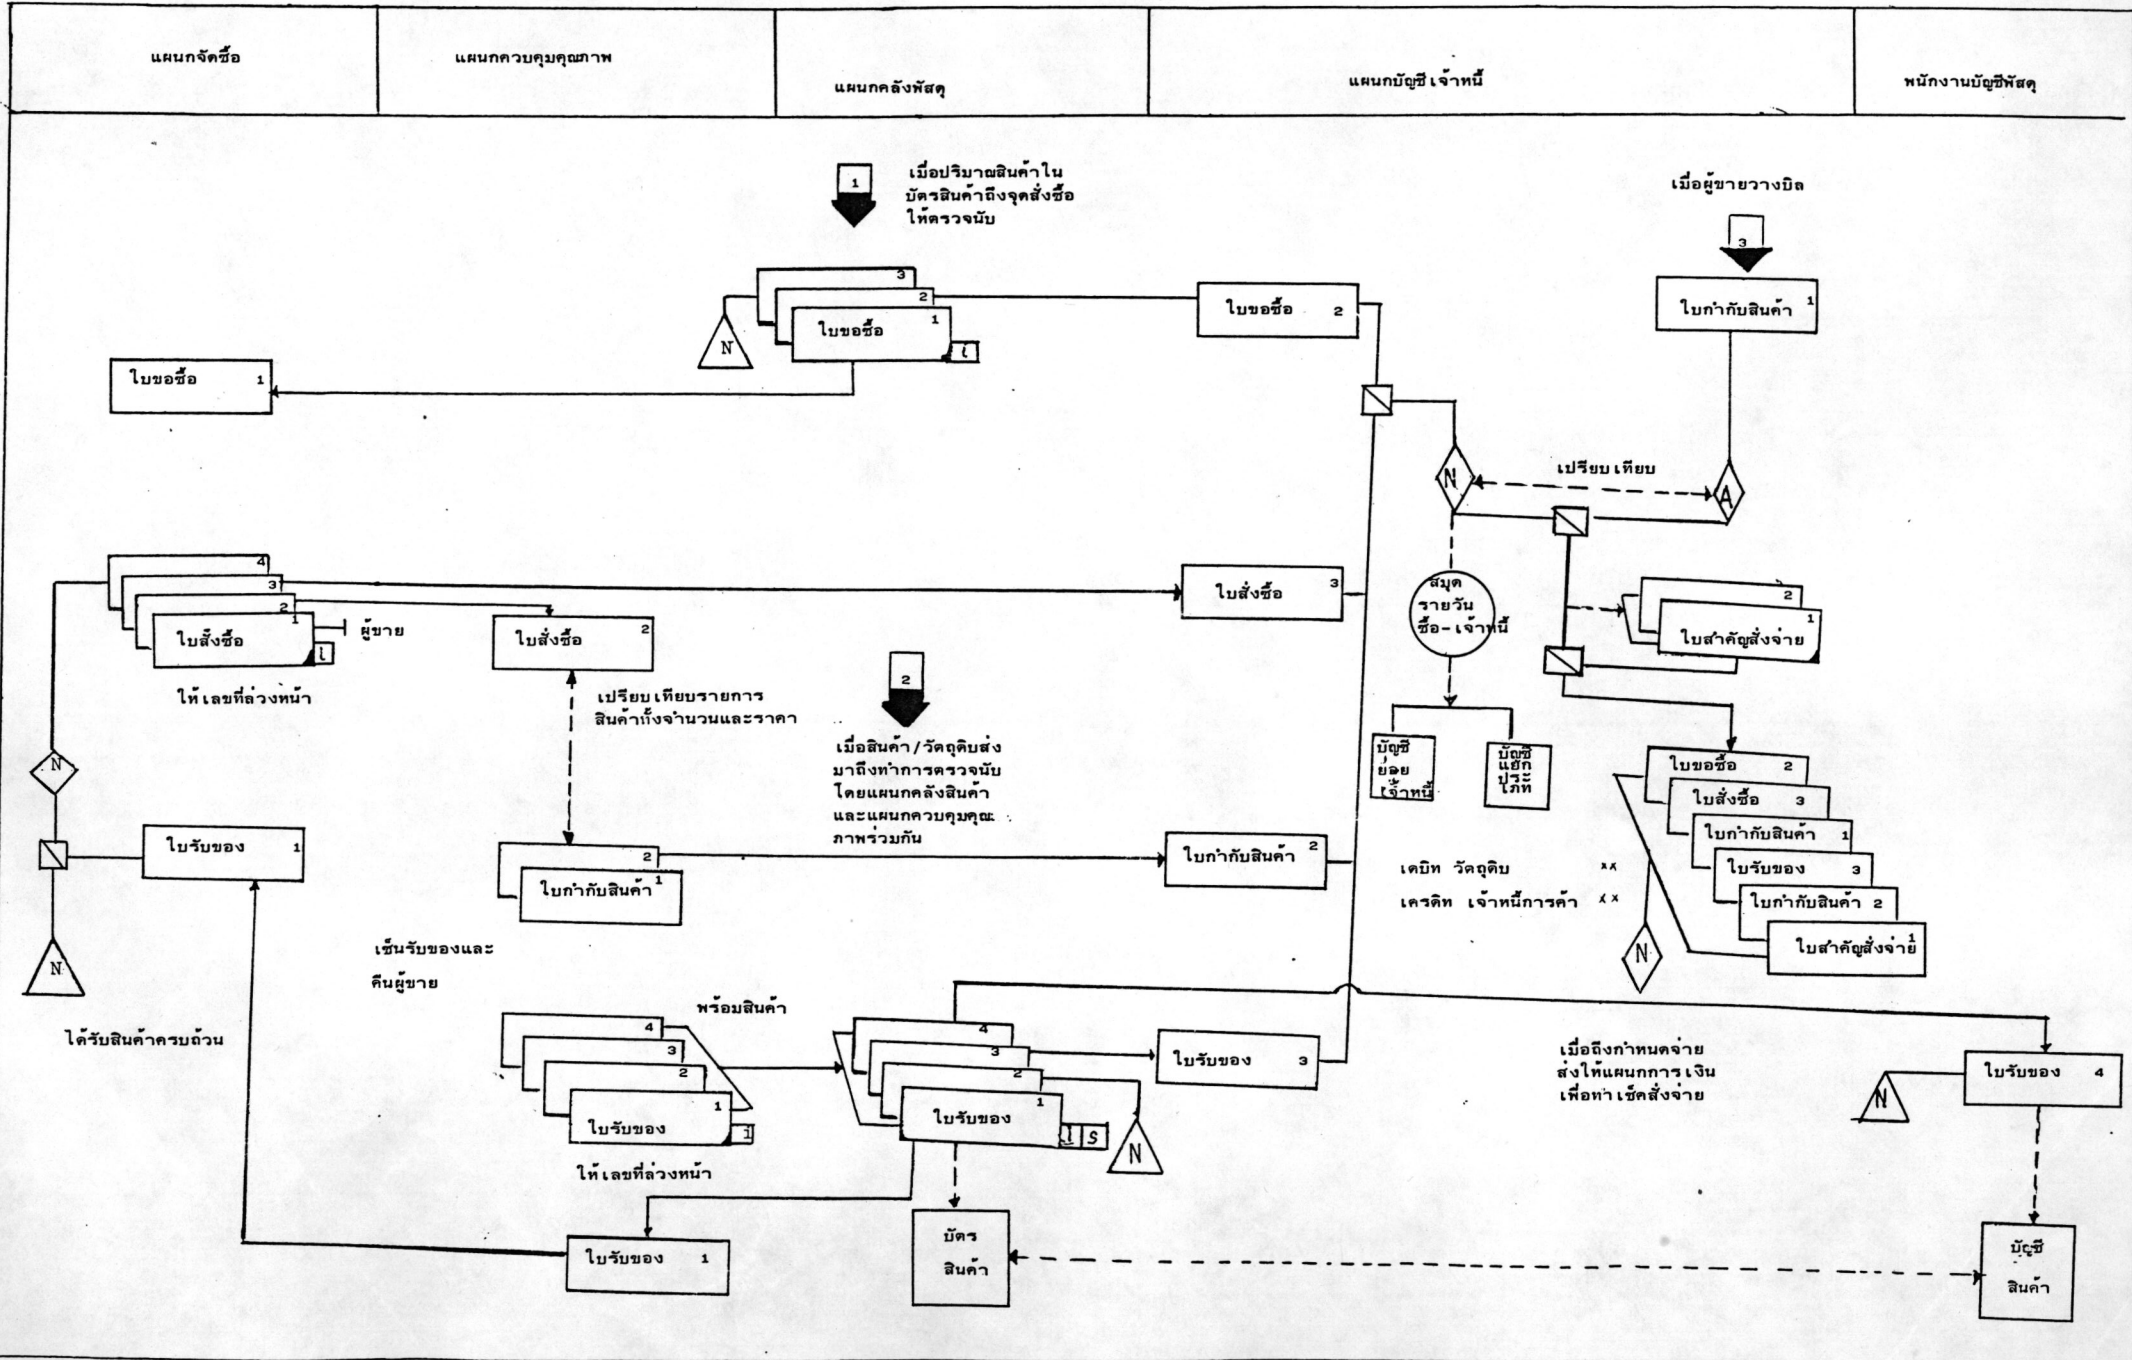 แผนกจัดซื้อ
แผนกควบคุมคุณภาพ
แผนกคลังพัสดุ
แผนกบัญชีเจ้าหนี้
พนักงานบัญชีพัสดุ
1
เมื่อปริมาณสินค้าใน
บัตรสินค้าถึงจุดสั่งซื้อ
ให้ตรวจนับ
เมื่อผู้ขายวางบิล
3
3
2
ใบขอซื้อ 1
i
N
ใบขอซื้อ 2
ใบกำกับสินค้า 1
ใบขอซื้อ 1
N
เปรียบเทียบ
A
4
3
2
ใบสั่งซื้อ 1
i
ผู้ขาย
ให้เลขที่ล่วงหน้า
ใบสั่งซื้อ 2
ใบสั่งซื้อ 3
สมุด
รายวัน
ซื้อ-เจ้าหนี้
2
ใบสำคัญสั่งจ่าย 1
เปรียบเทียบรายการ
สินค้าทั้งจำนวนและราคา
2
เมื่อสินค้า/วัตถุดิบส่ง
มาถึงทำการตรวจนับ
โดยแผนกคลังสินค้า
และแผนกควบคุมคุณ
ภาพร่วมกัน
บัญชี
ย่อย
เจ้าหนี้
บัญชี
แยก
ประ
เภท
N
ใบรับของ 1
N
ได้รับสินค้าครบถ้วน
2
ใบกำกับสินค้า 1
ใบกำกับสินค้า 2
เซ็นรับของและ
คืนผู้ขาย
เดบิท วัตถุดิบ xx
เครดิท เจ้าหนี้การค้า xx
ใบขอซื้อ 2
ใบสั่งซื้อ 3
ใบกำกับสินค้า 1
ใบรับของ 3
ใบกำกับสินค้า 2
ใบสำคัญสั่งจ่าย 1
N
พร้อมสินค้า
4
3
2
ใบรับของ 1
i
ให้เลขที่ล่วงหน้า
4
3
2
ใบรับของ 1
i S
N
ใบรับของ 3
เมื่อถึงกำหนดจ่าย
ส่งให้แผนกการเงิน
เพื่อทำเช็คสั่งจ่าย
ใบรับของ 4
N
ใบรับของ 1
บัตร
สินค้า
บัญชี
สินค้า